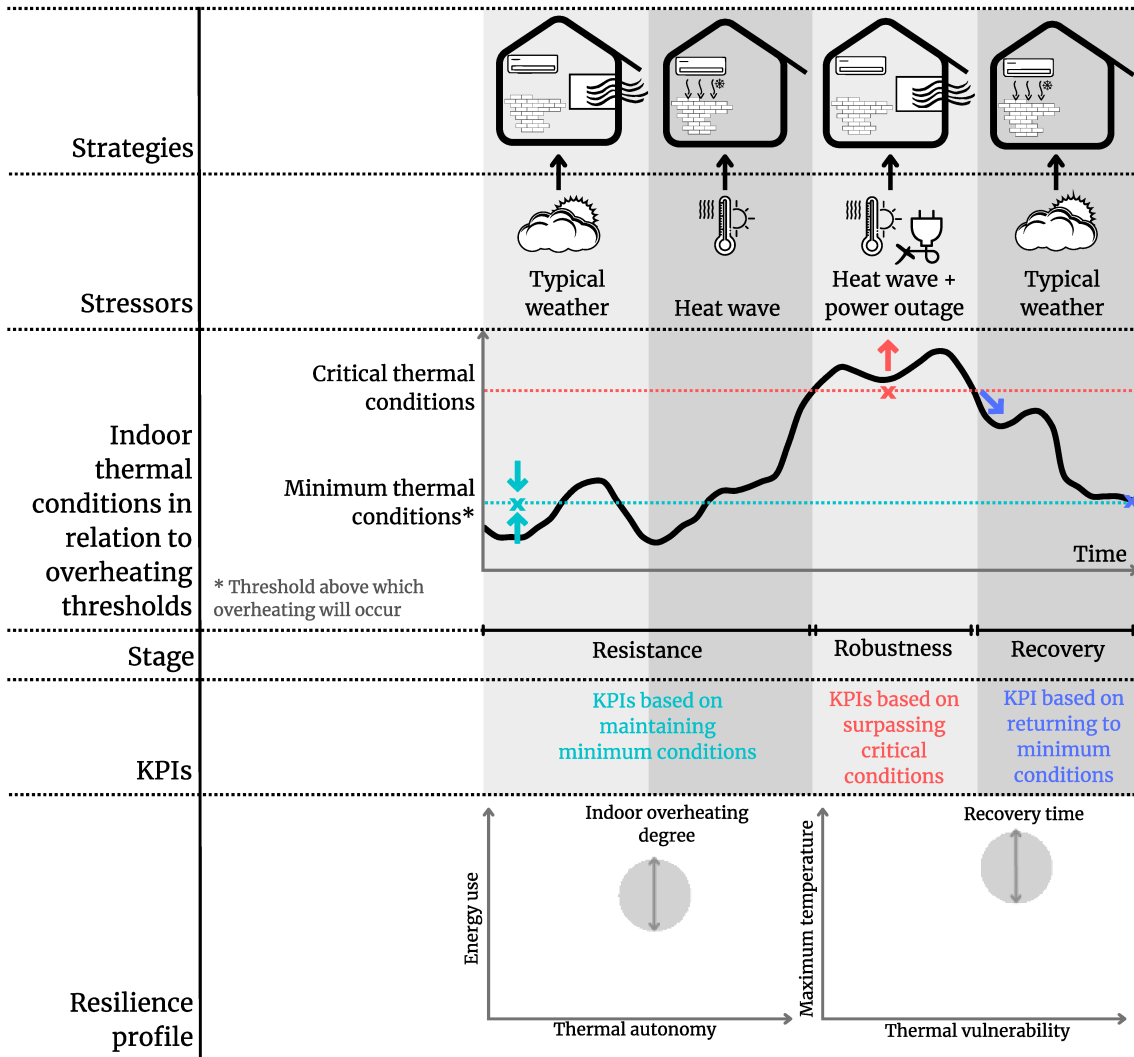 Strategies
Stressors
Typical
weather
Heat wave
Heat wave +
power outage
Typical
weather
Indoor
thermal
conditions in
relation to
overheating
thresholds
Critical thermal
conditions
Minimum thermal
conditions*
* Threshold above which
overheating will occur
Time
Stage
Resistance
Robustness
Recovery
KPIs
KPIs based on
maintaining
minimum conditions
KPIs based on
surpassing
critical
conditions
KPI based on
returning to
minimum
conditions
Resilience
profile
Energy use
Indoor overheating
degree
Thermal autonomy
Maximum temperature
Recovery time
Thermal vulnerability